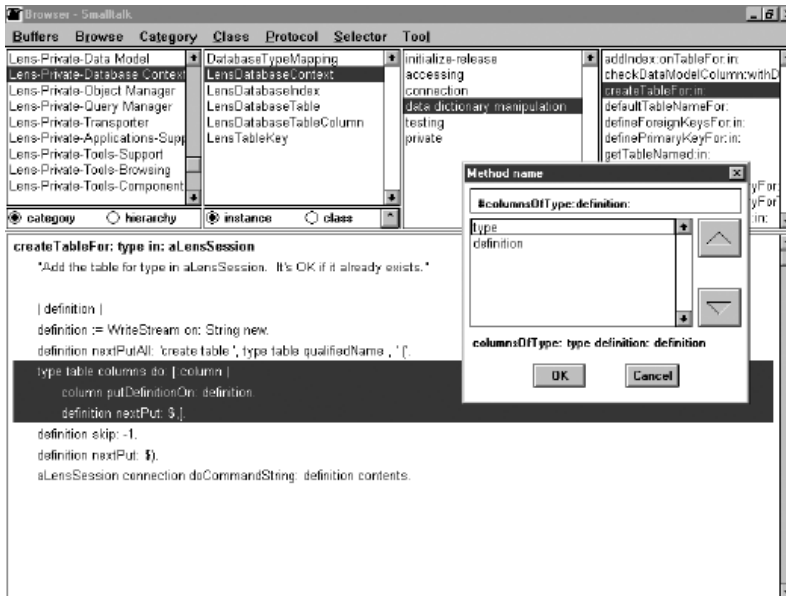 Browser - Smalltalk
Buffers Browse Category Class Protocol Selector Tool
Lens-Private-Data Model
Lens-Private-Database Context
Lens-Private-Object Manager
Lens-Private-Query Manager
Lens-Private-Transporter
Lens-Private-Applications-Supp
Lens-Private-Tools-Support
Lens-Private-Tools-Browsing
Lens-Private-Tools-Component
category hierarchy
DatabaseTypeMapping
LensDatabaseContext
LensDatabaseIndex
LensDatabaseTable
LensDatabaseTableColumn
LensTableKey
instance class
initialize-release
accessing
connection
data dictionary manipulation
testing
private
addIndex:onTableFor:in:
checkDataModelColumn:withD
createTableFor:in:
defaultTableNameFor:
defineForeignKeysFor:in:
definePrimaryKeyFor:in:
getTableNamed:in:
yFor:
yForT
:in:
Method name
#columnsOfType:definition:
type
definition
columnsOfType: type definition: definition
OK Cancel
createTableFor: type in: aLensSession
"Add the table for type in aLensSession. It's OK if it already exists."
| definition |
definition := WriteStream on: String new.
definition nextPutAll: 'create table ', type table qualifiedName , ' ('.
type table columns do: [ column |
column putDefinitionOn: definition.
definition nextPut: $,].
definition skip: -1.
definition nextPut: $).
aLensSession connection doCommandString: definition contents.